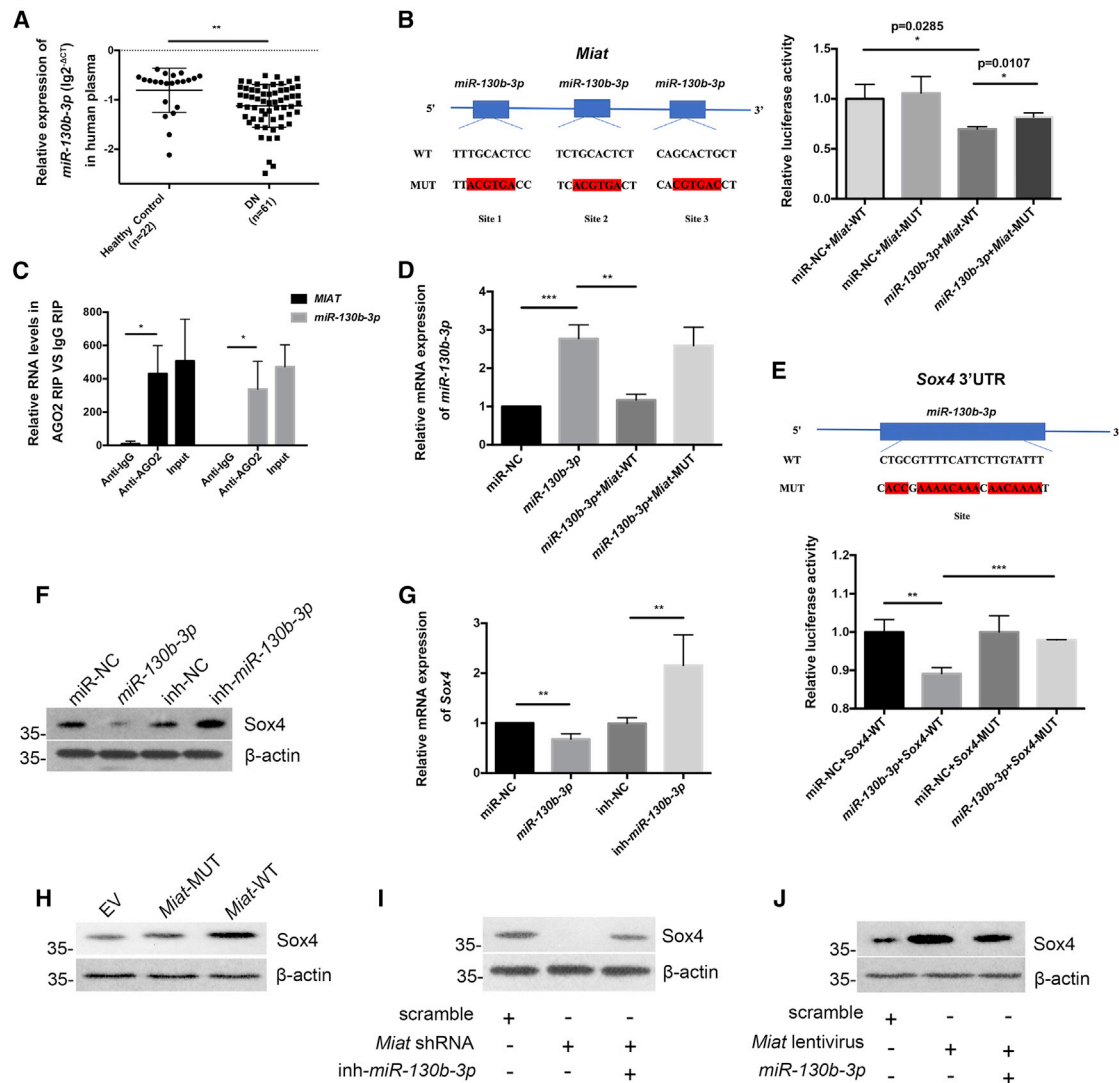 A
**
Relative expression of
miR-130b-3p (lg2^-ΔCT)
in human plasma
0
-1
-2
Healthy Control
(n=22)
DN
(n=61)
B
Miat
miR-130b-3p miR-130b-3p miR-130b-3p
5' 3'
WT TTTGCACTCC TCTGCACTCT CAGCACTGCT
MUT TTACGTGACC TCACGTGACT CACGTGACCT
Site 1 Site 2 Site 3
p=0.0285
*
p=0.0107
*
Relative luciferase activity
1.5
1.0
0.5
0.0
miR-NC+Miat-WT
miR-NC+Miat-MUT
miR-130b-3p+Miat-WT
miR-130b-3p+Miat-MUT
C
Relative RNA levels in
AGO2 RIP VS IgG RIP
800
600
400
200
0
* *
MIAT
miR-130b-3p
Anti-IgG
Anti-AGO2
Input
Anti-IgG
Anti-AGO2
Input
D
Relative mRNA expression
of miR-130b-3p
4
3
2
1
0
*** **
miR-NC
miR-130b-3p
miR-130b-3p+Miat-WT
miR-130b-3p+Miat-MUT
E
Sox4 3'UTR
miR-130b-3p
5' 3
WT CTGCGTTTTCATTCTTGTATTT
MUT CACCGAAAACAAACAACAAAAT
Site
Relative luciferase activity
1.2
1.1
1.0
0.9
0.8
** ***
miR-NC+Sox4-WT
miR-130b-3p+Sox4-WT
miR-NC+Sox4-MUT
miR-130b-3p+Sox4-MUT
F
miR-NC
miR-130b-3p
inh-NC
inh-miR-130b-3p
35- Sox4
35- β-actin
G
Relative mRNA expression
of Sox4
4
3
2
1
0
** **
miR-NC
miR-130b-3p
inh-NC
inh-miR-130b-3p
H
EV
Miat-MUT
Miat-WT
35- Sox4
35- β-actin
I
35- Sox4
35- β-actin
scramble + - -
Miat shRNA - + +
inh-miR-130b-3p - - +
J
35- Sox4
35- β-actin
scramble + - -
Miat lentivirus - + +
miR-130b-3p - - +